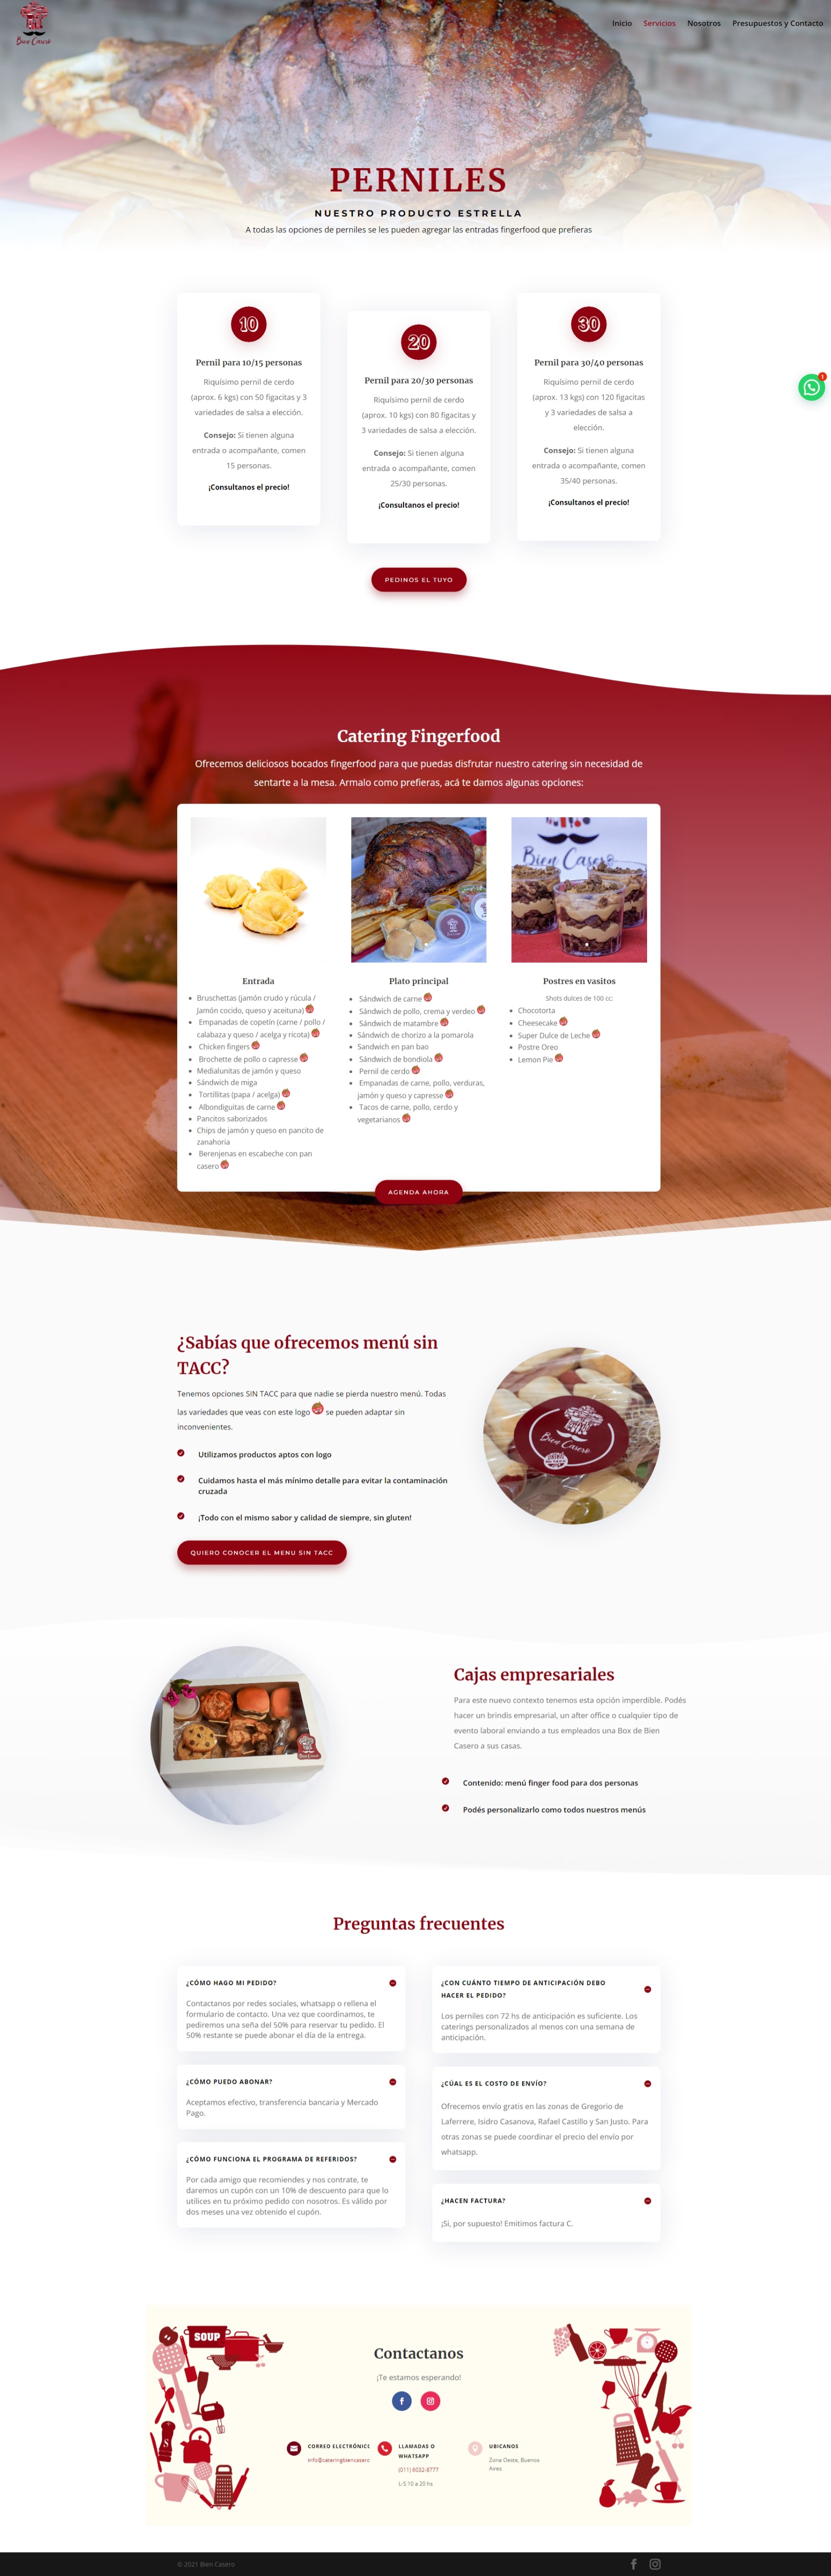 Bien Casero
Inicio
Servicios
Nosotros
Presupuestos y Contacto
PERNILES
NUESTRO PRODUCTO ESTRELLA
A todas las opciones de perniles se les pueden agregar las entradas fingerfood que prefieras
10
Pernil para 10/15 personas
Riquísimo pernil de cerdo
(aprox. 6 kgs) con 50 figacitas y 3
variedades de salsa a elección.
Consejo: Si tienen alguna
entrada o acompañante, comen
15 personas.
¡Consultanos el precio!
20
Pernil para 20/30 personas
Riquísimo pernil de cerdo
(aprox. 10 kgs) con 80 figacitas y
3 variedades de salsa a elección.
Consejo: Si tienen alguna
entrada o acompañante, comen
25/30 personas.
¡Consultanos el precio!
30
Pernil para 30/40 personas
Riquísimo pernil de cerdo
(aprox. 13 kgs) con 120 figacitas
y 3 variedades de salsa a
elección.
Consejo: Si tienen alguna
entrada o acompañante, comen
35/40 personas.
¡Consultanos el precio!
1
PEDINOS EL TUYO
Catering Fingerfood
Ofrecemos deliciosos bocados fingerfood para que puedas disfrutar nuestro catering sin necesidad de
sentarte a la mesa. Armalo como prefieras, acá te damos algunas opciones:
Bien Casero
Entrada
Bruschettas (jamón crudo y rúcula /
Jamón cocido, queso y aceituna)
Empanadas de copetín (carne / pollo /
calabaza y queso / acelga y ricota)
Chicken fingers
Brochette de pollo o capresse
Medialunitas de jamón y queso
Sándwich de miga
Tortillitas (papa / acelga)
Albondiguitas de carne
Pancitos saborizados
Chips de jamón y queso en pancito de
zanahoria
Berenjenas en escabeche con pan
casero
Plato principal
Sándwich de carne
Sándwich de pollo, crema y verdeo
Sándwich de matambre
Sándwich de chorizo a la pomarola
Sandwich en pan bao
Sándwich de bondiola
Pernil de cerdo
Empanadas de carne, pollo, verduras,
jamón y queso y capresse
Tacos de carne, pollo, cerdo y
vegetarianos
Postres en vasitos
Shots dulces de 100 cc:
Chocotorta
Cheesecake
Super Dulce de Leche
Postre Oreo
Lemon Pie
AGENDA AHORA
¿Sabías que ofrecemos menú sin
TACC?
Tenemos opciones SIN TACC para que nadie se pierda nuestro menú. Todas
las variedades que veas con este logo se pueden adaptar sin
inconvenientes.
Utilizamos productos aptos con logo
Cuidamos hasta el más mínimo detalle para evitar la contaminación
cruzada
¡Todo con el mismo sabor y calidad de siempre, sin gluten!
QUIERO CONOCER EL MENU SIN TACC
Bien Casero
Cajas empresariales
Para este nuevo contexto tenemos esta opción imperdible. Podés
hacer un brindis empresarial, un after office o cualquier tipo de
evento laboral enviando a tus empleados una Box de Bien
Casero a sus casas.
Contenido: menú finger food para dos personas
Podés personalizarlo como todos nuestros menús
Preguntas frecuentes
¿CÓMO HAGO MI PEDIDO?
Contactanos por redes sociales, whatsapp o rellena el
formulario de contacto. Una vez que coordinamos, te
pediremos una seña del 50% para reservar tu pedido. El
50% restante se puede abonar el día de la entrega.
¿CÓMO PUEDO ABONAR?
Aceptamos efectivo, transferencia bancaria y Mercado
Pago.
¿CÓMO FUNCIONA EL PROGRAMA DE REFERIDOS?
Por cada amigo que recomiendes y nos contrate, te
daremos un cupón con un 10% de descuento para que lo
utilices en tu próximo pedido con nosotros. Es válido por
dos meses una vez obtenido el cupón.
¿CON CUÁNTO TIEMPO DE ANTICIPACIÓN DEBO
HACER EL PEDIDO?
Los perniles con 72 hs de anticipación es suficiente. Los
caterings personalizados al menos con una semana de
anticipación.
¿CÚAL ES EL COSTO DE ENVÍO?
Ofrecemos envío gratis en las zonas de Gregorio de
Laferrere, Isidro Casanova, Rafael Castillo y San Justo. Para
otras zonas se puede coordinar el precio del envío por
whatsapp.
¿HACEN FACTURA?
¡Si, por supuesto! Emitimos factura C.
SOUP
S
Contactanos
¡Te estamos esperando!
CORREO ELECTRÓNICO
info@cateringbiencasero
LLAMADAS O
WHATSAPP
(011) 6032-8777
L-S 10 a 20 hs
UBICANOS
Zona Oeste, Buenos
Aires
© 2021 Bien Casero